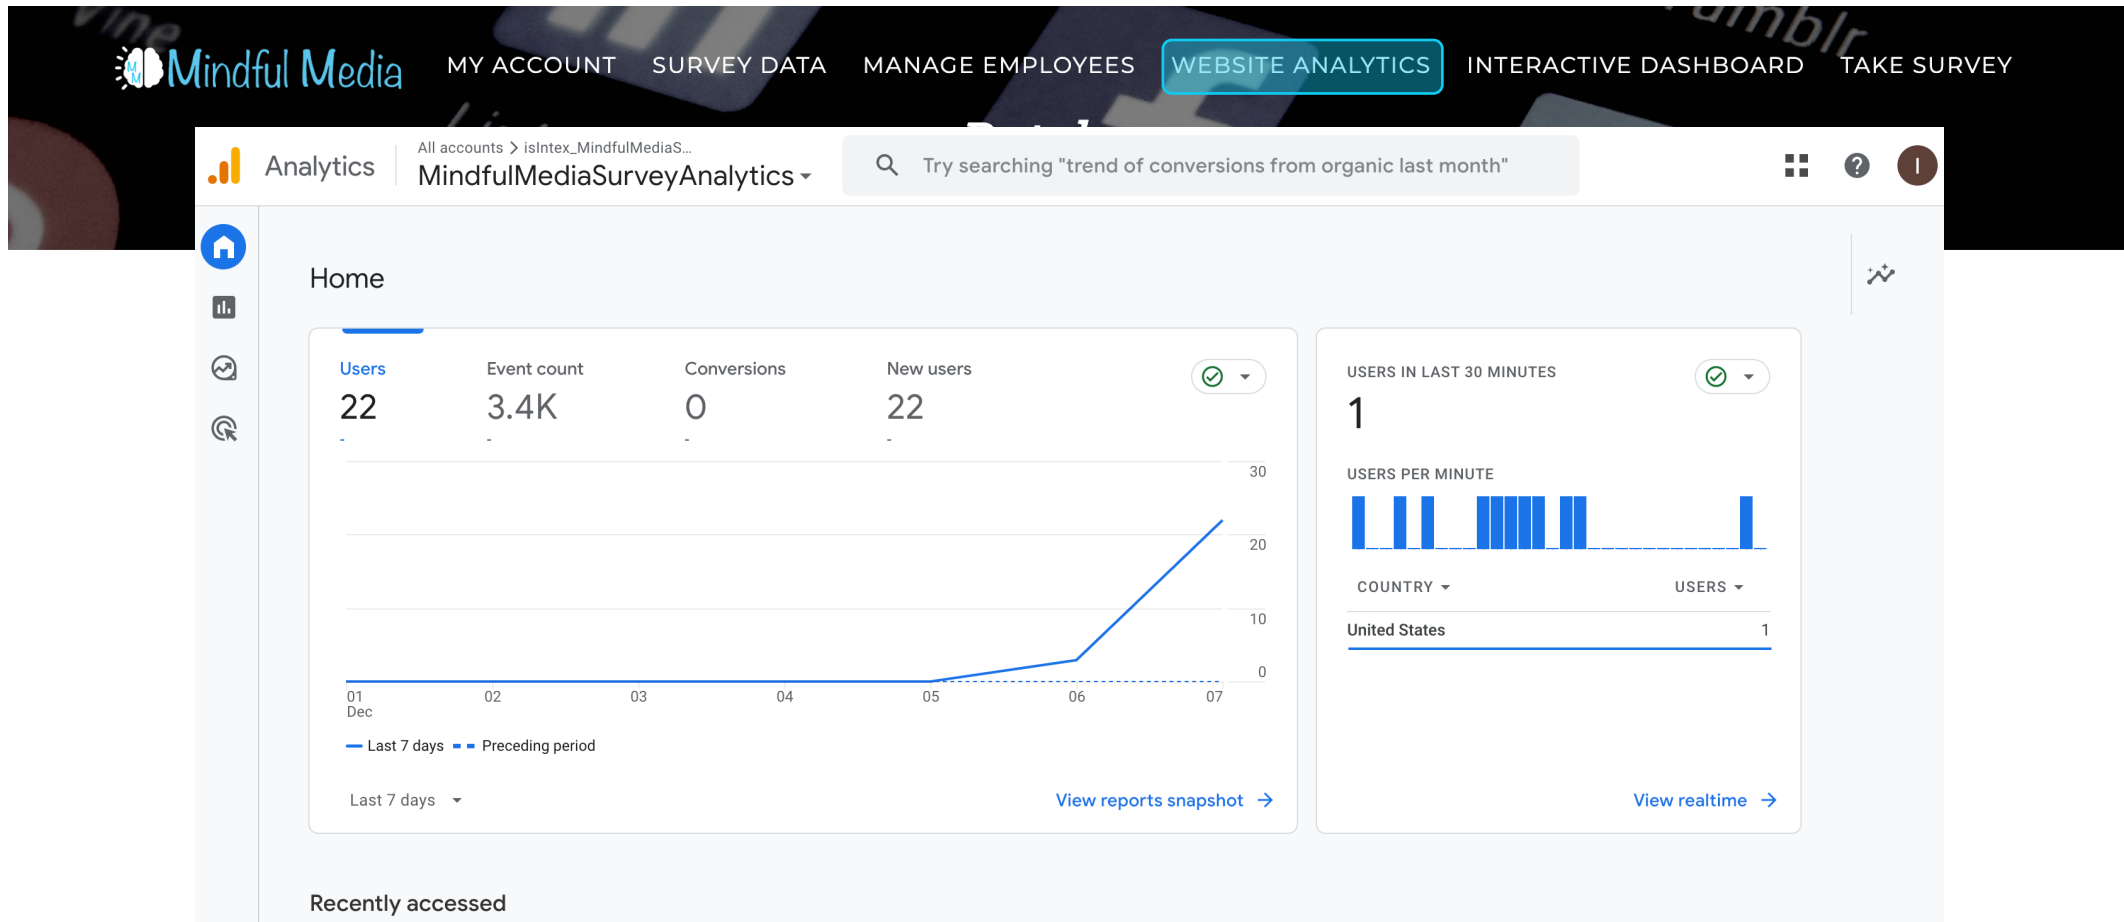 Vine
Tumblr
Mindful Media
MM
MY ACCOUNT
SURVEY DATA
MANAGE EMPLOYEES
WEBSITE ANALYTICS
INTERACTIVE DASHBOARD
TAKE SURVEY
Analytics
All accounts > isIntex_MindfulMediaS...
MindfulMediaSurveyAnalytics
Try searching "trend of conversions from organic last month"
I
Home
Users
22
-
Event count
3.4K
-
Conversions
0
-
New users
22
-
30
20
10
0
01 02 03 04 05 06 07
Dec
Last 7 days Preceding period
Last 7 days
View reports snapshot
USERS IN LAST 30 MINUTES
1
USERS PER MINUTE
COUNTRY USERS
United States 1
View realtime
Recently accessed